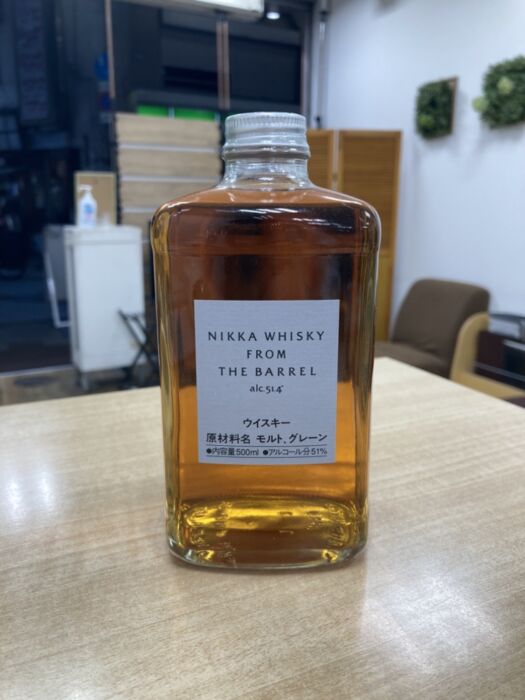 NIKKA WHISKY
FROM
THE BARREL
alc.51.4°
ウイスキー
原材料名 モルト、グレーン
●内容量500ml ●アルコール分51%